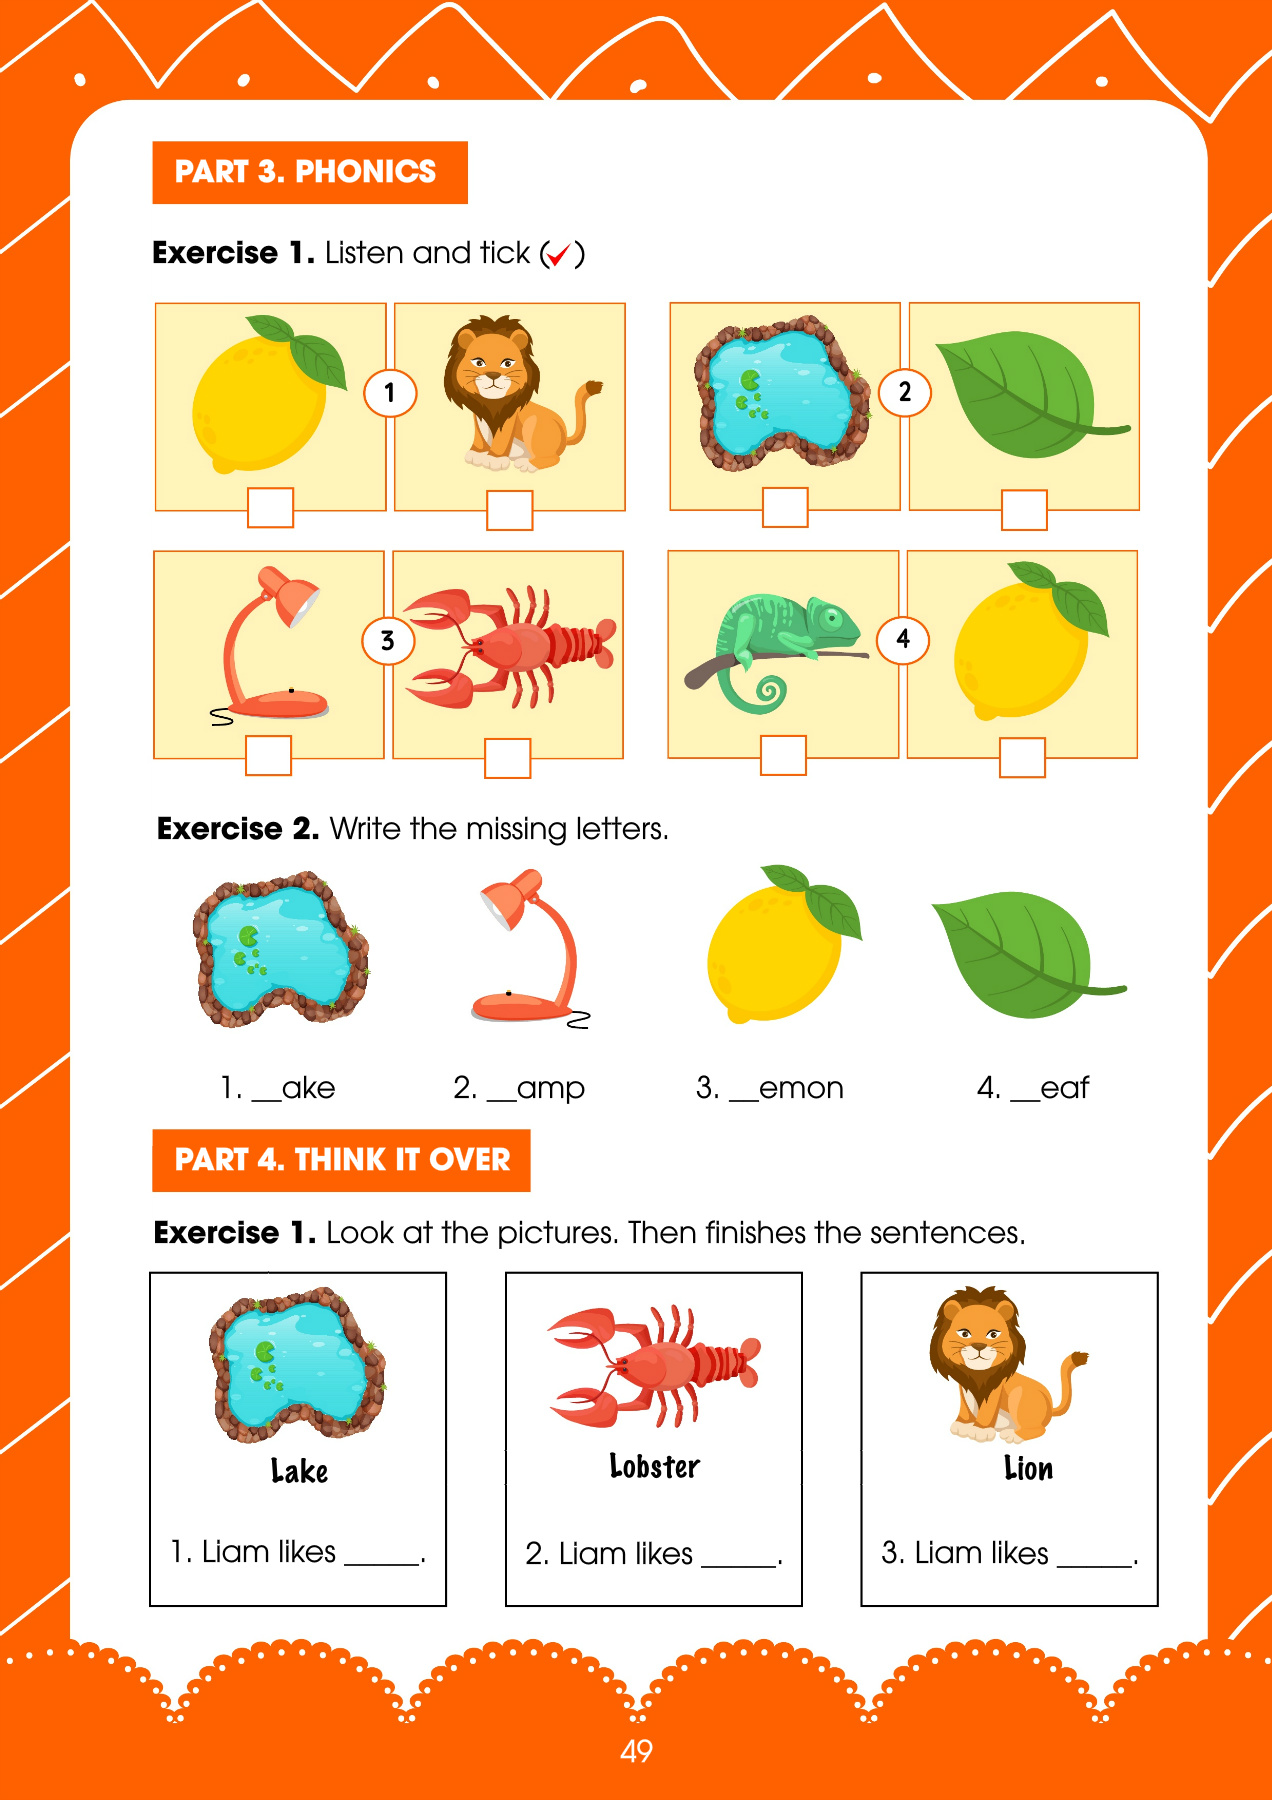 PART 3. PHONICS
Exercise 1. Listen and tick (✓)
1
2
3
4
Exercise 2. Write the missing letters.
1. __ake
2. __amp
3. __emon
4. __eaf
PART 4. THINK IT OVER
Exercise 1. Look at the pictures. Then finishes the sentences.
Lake
1. Liam likes _____.
Lobster
2. Liam likes _____.
Lion
3. Liam likes _____.
49